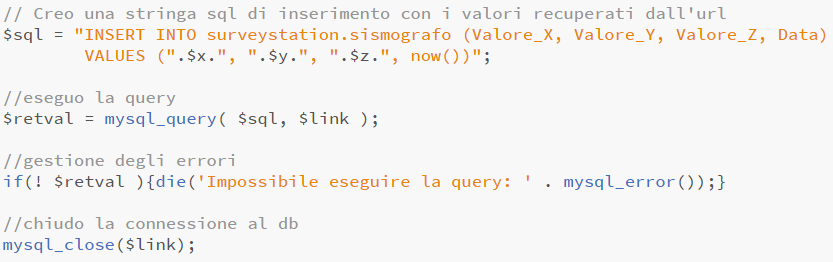 // Creo una stringa sql di inserimento con i valori recuperati dall'url
$sql = "INSERT INTO surveystation.sismografo (Valore_X, Valore_Y, Valore_Z, Data)
VALUES (".$x.", ".$y.", ".$z.", now())";
//eseguo la query
$retval = mysql_query( $sql, $link );
//gestione degli errori
if(! $retval ){die('Impossibile eseguire la query: ' . mysql_error());}
//chiudo la connessione al db
mysql_close($link);